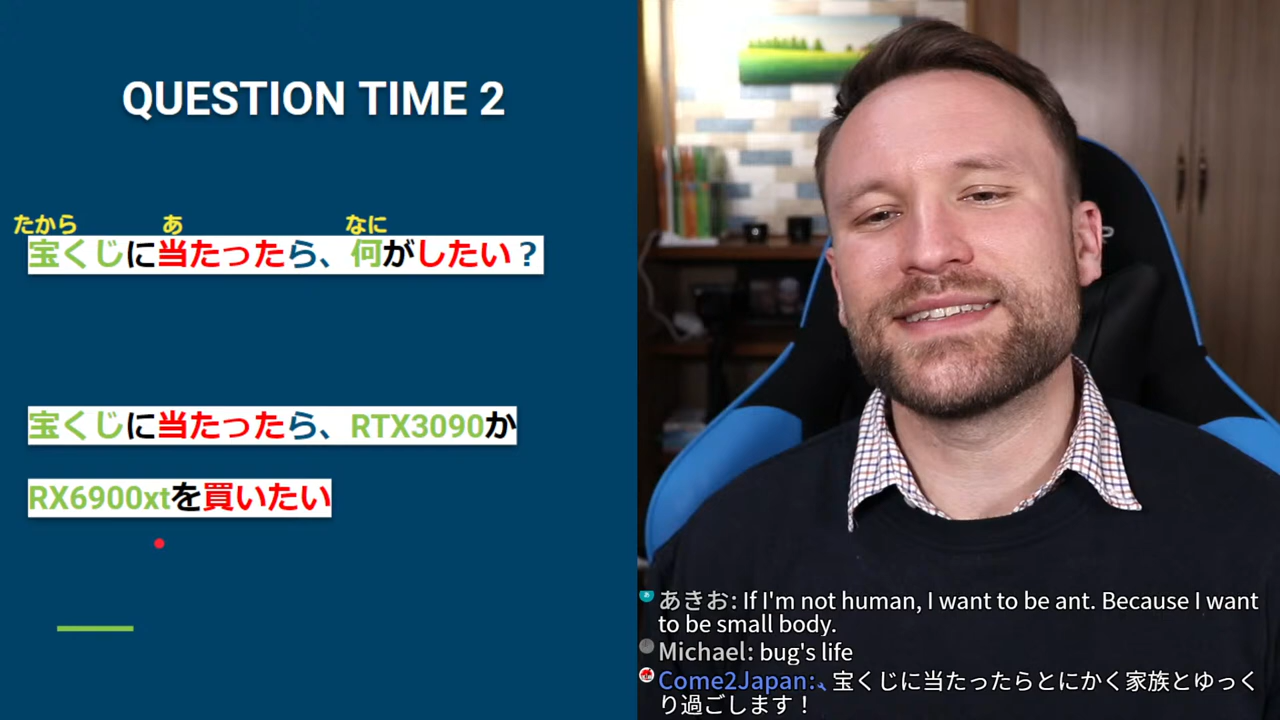 QUESTION TIME 2
たから あ なに
宝くじに当たったら、何がしたい？
宝くじに当たったら、RTX3090か
RX6900xtを買いたい
あきお: If I'm not human, I want to be ant. Because I want
to be small body.
Michael: bug's life
Come2Japan: 宝くじに当たったらとにかく家族とゆっく
り過ごします！